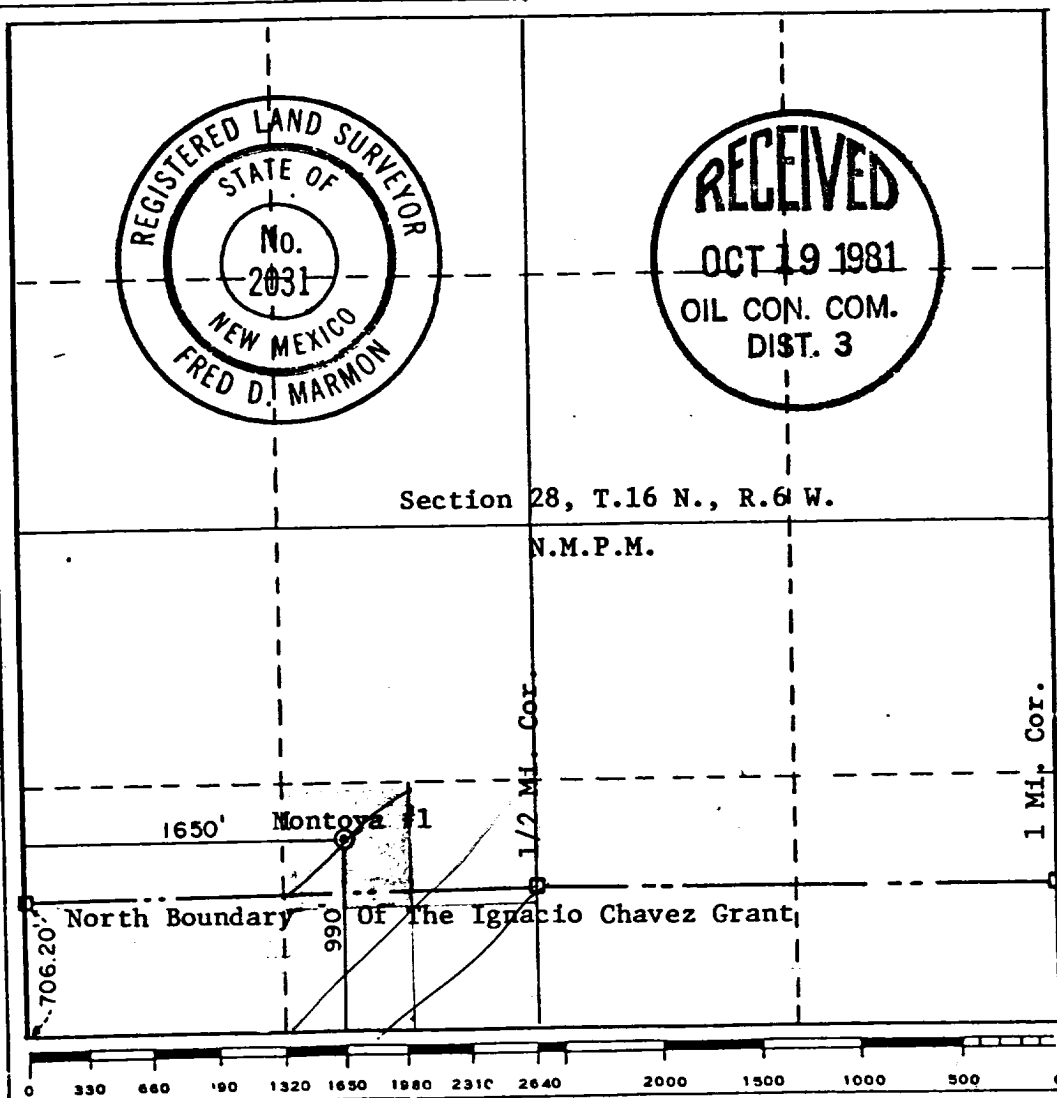 REGISTERED LAND SURVEYOR
STATE OF
No.
2031
NEW MEXICO
FRED D. MARMON
RECEIVED
OCT 19 1981
OIL CON. COM.
DIST. 3
Section 28, T.16 N., R.6 W.
N.M.P.M.
1/2 Mi. Cor.
1 Mi. Cor.
1650'
Montoya #1
North Boundary Of The Ignacio Chavez Grant
990'
706.20'
0 330 660 '90 1320 1650 1980 2310 2640 2000 1500 1000 500 0